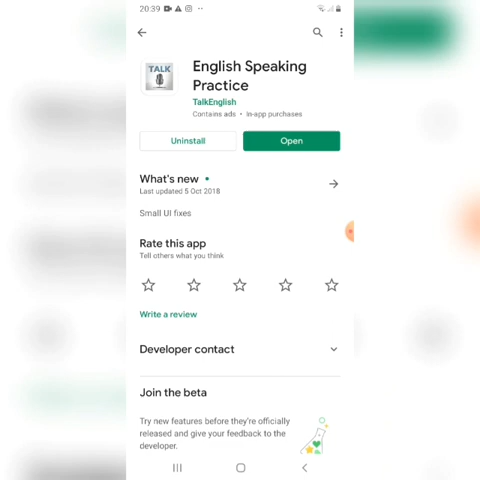 20:39
English Speaking
Practice
TALK
TalkEnglish
Contains ads • In-app purchases
Uninstall
Open
What's new •
Last updated 5 Oct 2018
Small UI fixes
Rate this app
Tell others what you think
Write a review
Developer contact
Join the beta
Try new features before they're officially
released and give your feedback to the
developer.